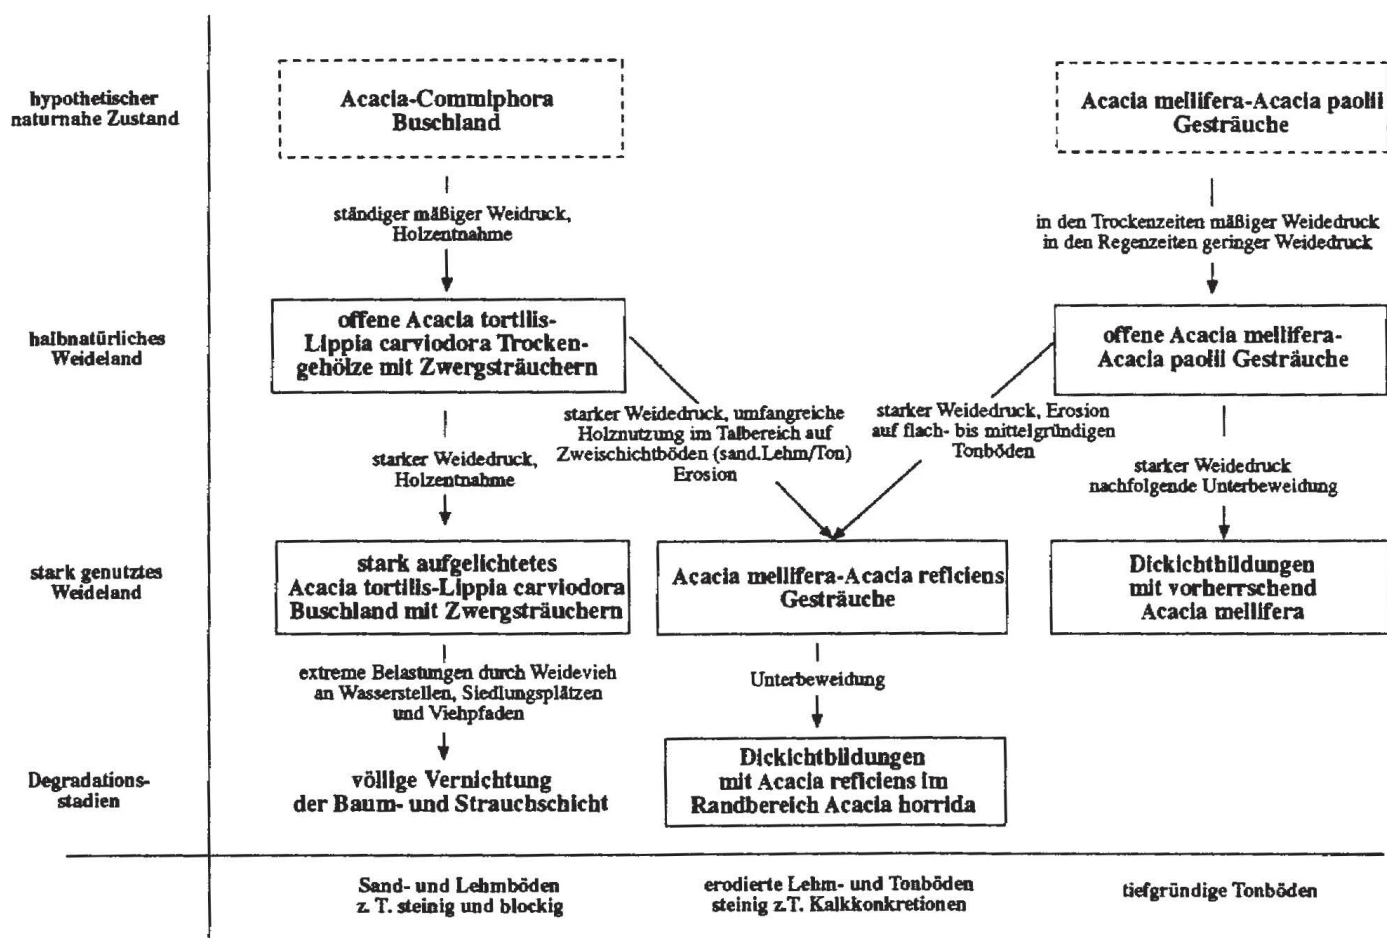 hypothetischer
naturnahe Zustand
Acacia-Commiphora
Buschland
Acacia mellifera-Acacia paolii
Gesträuche
ständiger mäßiger Weidruck,
Holzentnahme
in den Trockenzeiten mäßiger Weidedruck
in den Regenzeiten geringer Weidedruck
halbnatürliches
Weideland
offene Acacia tortilis-
Lippia carviodora Trocken-
gehölze mit Zwergsträuchern
offene Acacia mellifera-
Acacia paolii Gesträuche
starker Weidedruck,
Holzentnahme
starker Weidedruck, umfangreiche
Holznutzung im Talbereich auf
Zweischichtböden (sand.Lehm/Ton)
Erosion
starker Weidedruck, Erosion
auf flach- bis mittelgründigen
Tonböden
starker Weidedruck
nachfolgende Unterbeweidung
stark genutztes
Weideland
stark aufgelichtetes
Acacia tortilis-Lippia carviodora
Buschland mit Zwergsträuchern
Acacia mellifera-Acacia reficiens
Gesträuche
Dickichtbildungen
mit vorherrschend
Acacia mellifera
extreme Belastungen durch Weidevieh
an Wasserstellen, Siedlungsplätzen
und Viehpfaden
Unterbeweidung
Degradations-
stadien
völlige Vernichtung
der Baum- und Strauchschicht
Dickichtbildungen
mit Acacia reficiens im
Randbereich Acacia horrida
Sand- und Lehmböden
z. T. steinig und blockig
erodierte Lehm- und Tonböden
steinig z.T. Kalkkonkretionen
tiefgründige Tonböden